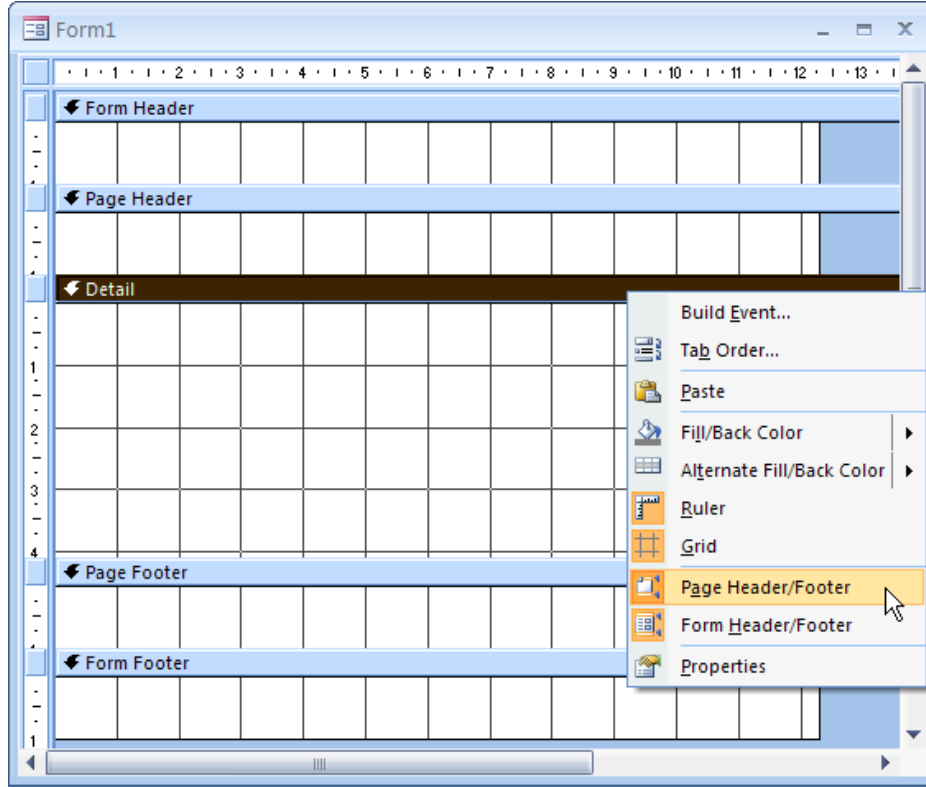 Form1
1 2 3 4 5 6 7 8 9 10 11 12 13
Form Header
Page Header
Detail
1
2
3
4
Build Event...
Tab Order...
Paste
Fill/Back Color
Alternate Fill/Back Color
Ruler
Grid
Page Header/Footer
Form Header/Footer
Properties
Page Footer
Form Footer
1